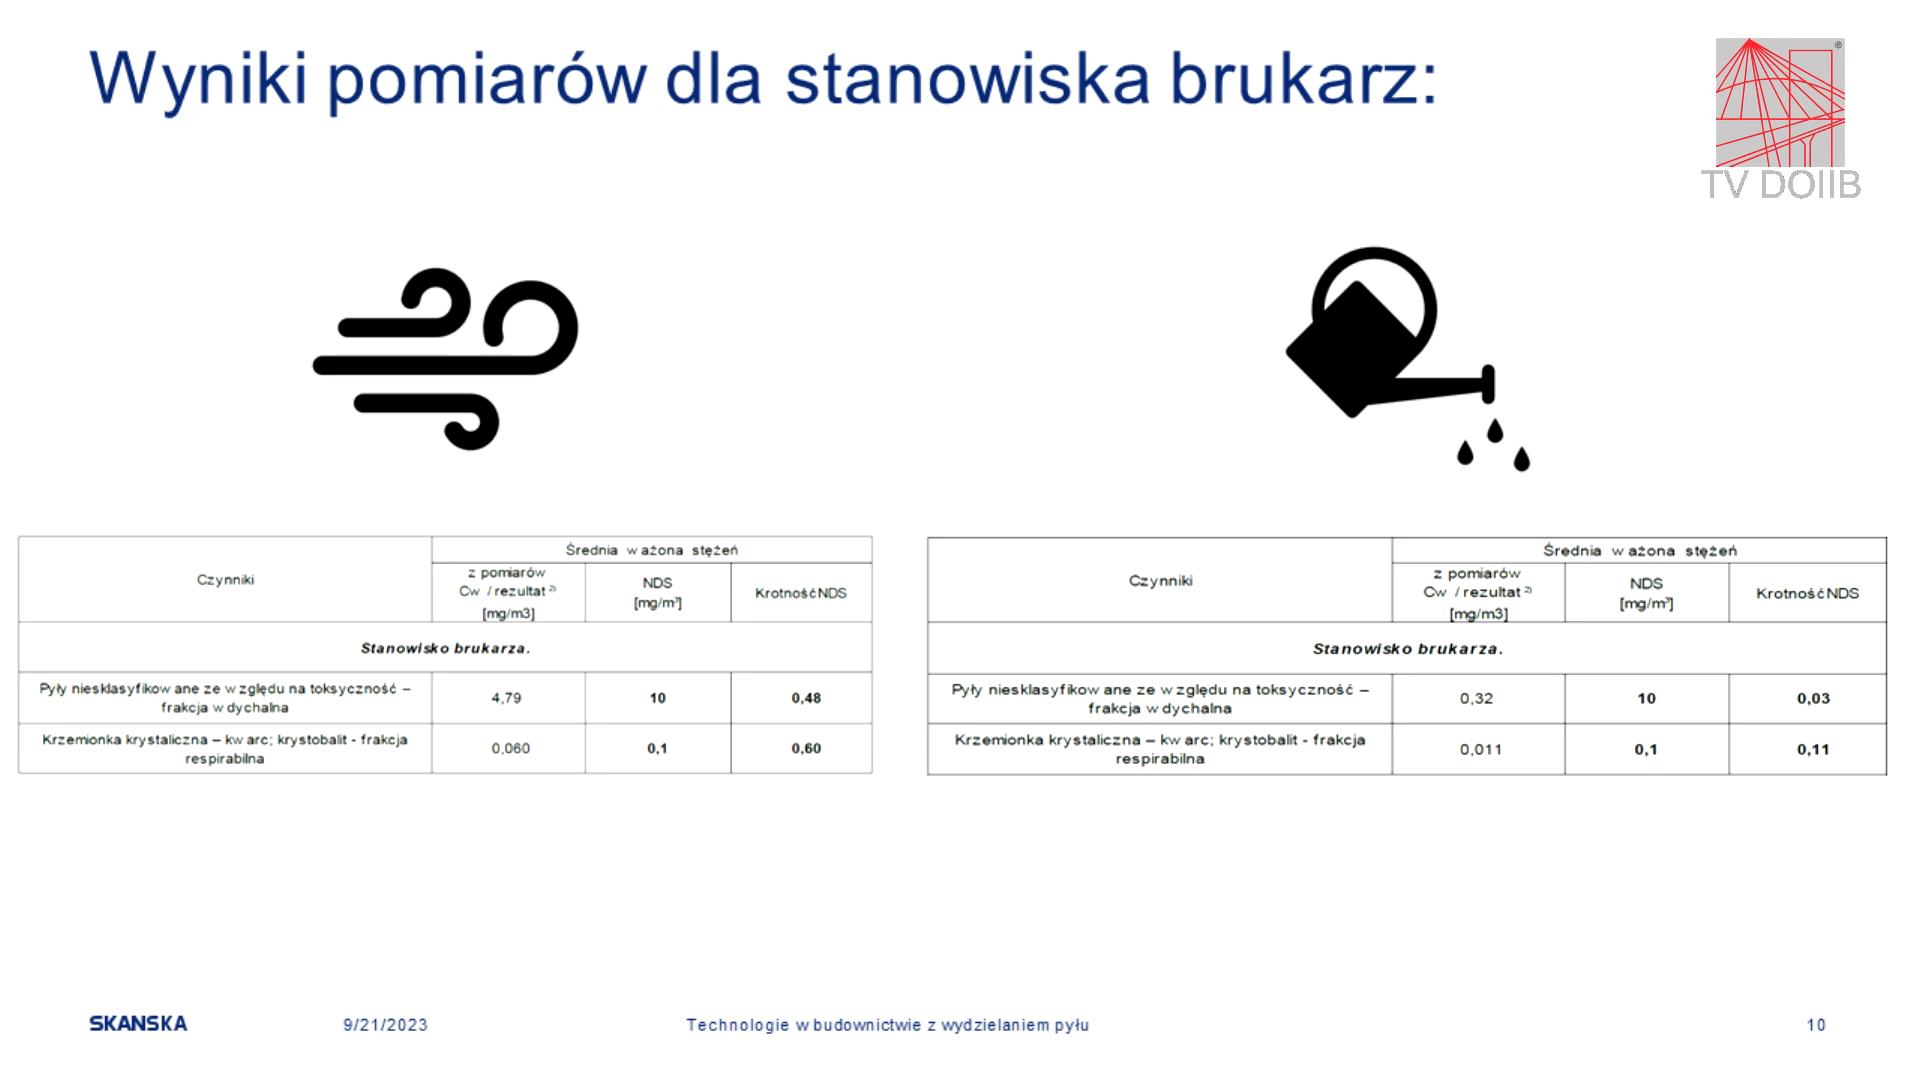 Wyniki pomiarów dla stanowiska brukarz:
®
TV DOIIB
Czynniki
Średnia ważona stężeń
z pomiarów
Cw / rezultat ²⁾
[mg/m3]
NDS
[mg/m³]
Krotność NDS
Stanowisko brukarza.
Pyły niesklasyfikowane ze względu na toksyczność –
frakcja wdychalna
4,79
10
0,48
Krzemionka krystaliczna – kwarc; krystobalit - frakcja
respirabilna
0,060
0,1
0,60
Czynniki
Średnia ważona stężeń
z pomiarów
Cw / rezultat ²⁾
[mg/m3]
NDS
[mg/m³]
Krotność NDS
Stanowisko brukarza.
Pyły niesklasyfikowane ze względu na toksyczność –
frakcja wdychalna
0,32
10
0,03
Krzemionka krystaliczna – kwarc; krystobalit - frakcja
respirabilna
0,011
0,1
0,11
SKANSKA
9/21/2023
Technologie w budownictwie z wydzielaniem pyłu
10